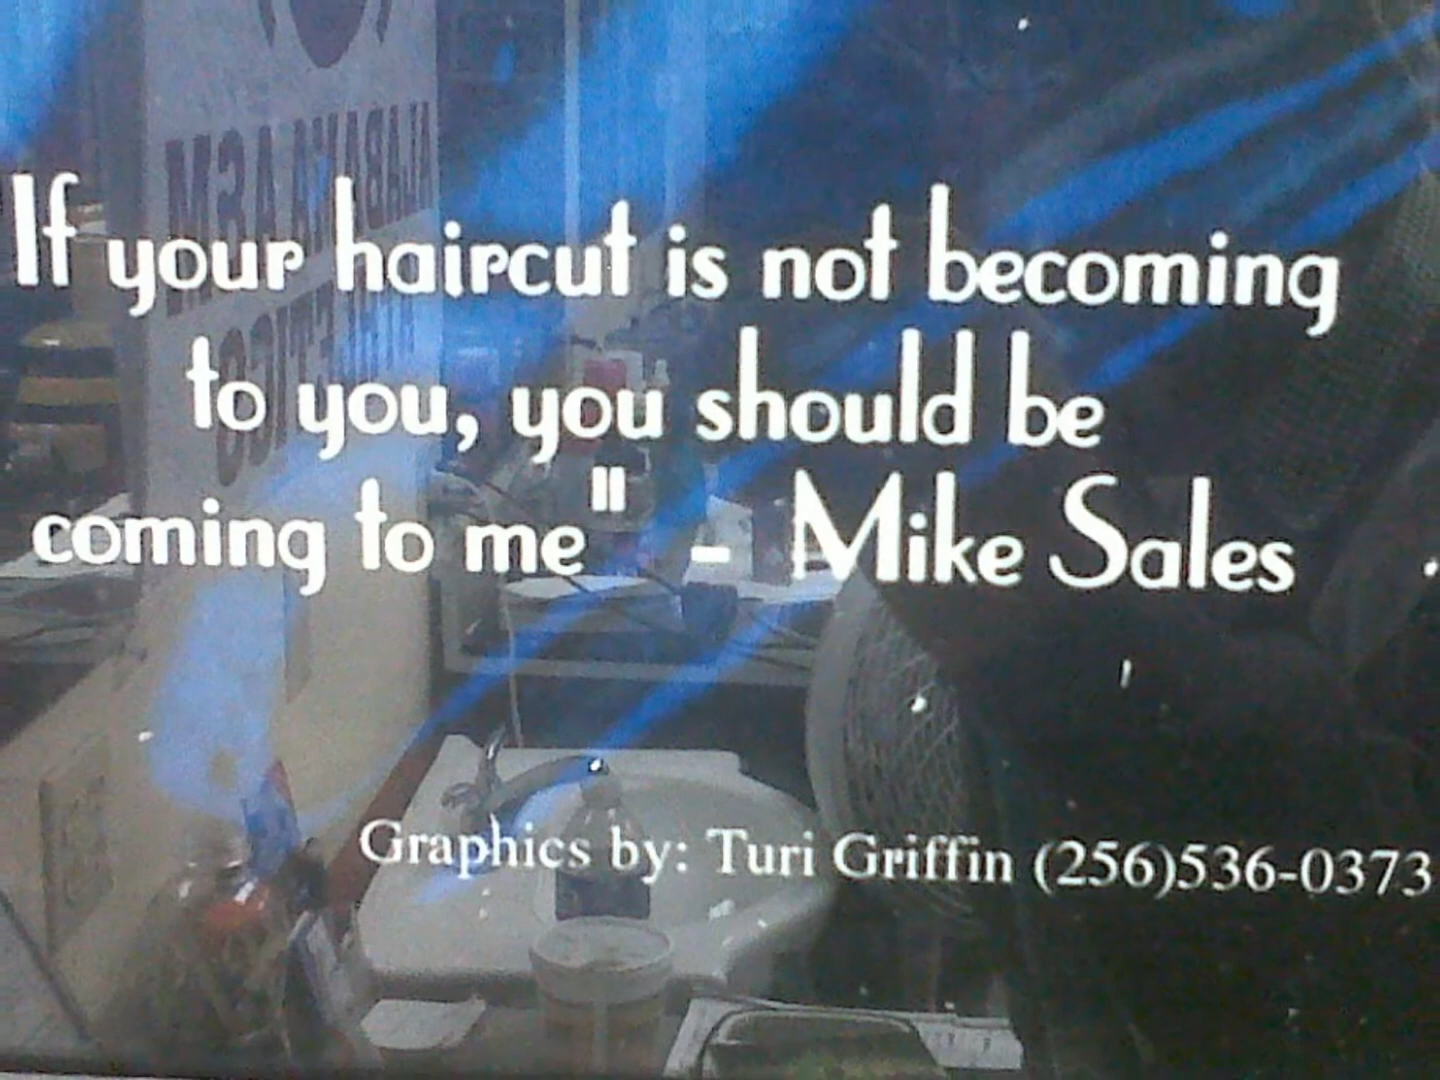 If your haircut is not becoming
to you, you should be
coming to me" - Mike Sales
Graphics by: Turi Griffin (256)536-0373